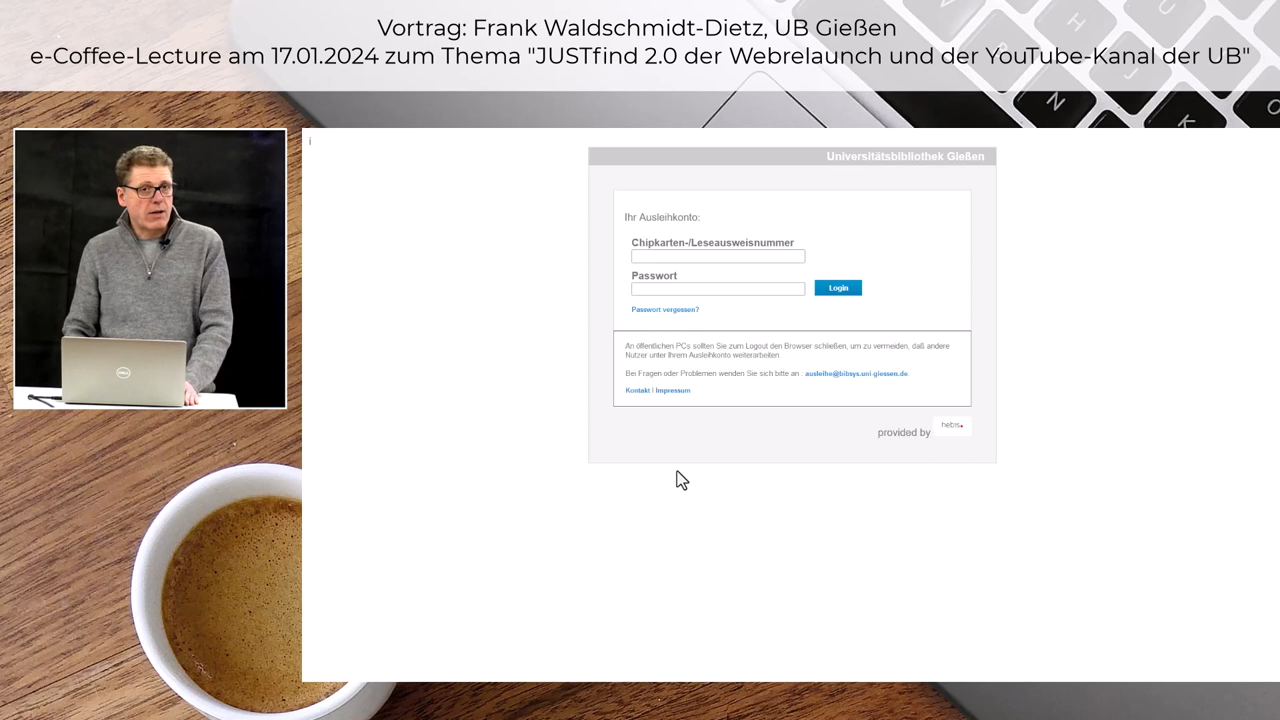 Vortrag: Frank Waldschmidt-Dietz, UB Gießen
e-Coffee-Lecture am 17.01.2024 zum Thema "JUSTfind 2.0 der Webrelaunch und der YouTube-Kanal der UB"
i
Universitätsbibliothek Gießen
Ihr Ausleihkonto:
Chipkarten-/Leseausweisnummer
Passwort
Login
Passwort vergessen?
An öffentlichen PCs sollten Sie zum Logout den Browser schließen, um zu vermeiden, daß andere
Nutzer unter Ihrem Ausleihkonto weiterarbeiten
Bei Fragen oder Problemen wenden Sie sich bitte an : ausleihe@bibsys.uni-giessen.de
Kontakt | Impressum
provided by hebis.
DELL
N
K
H
J
U